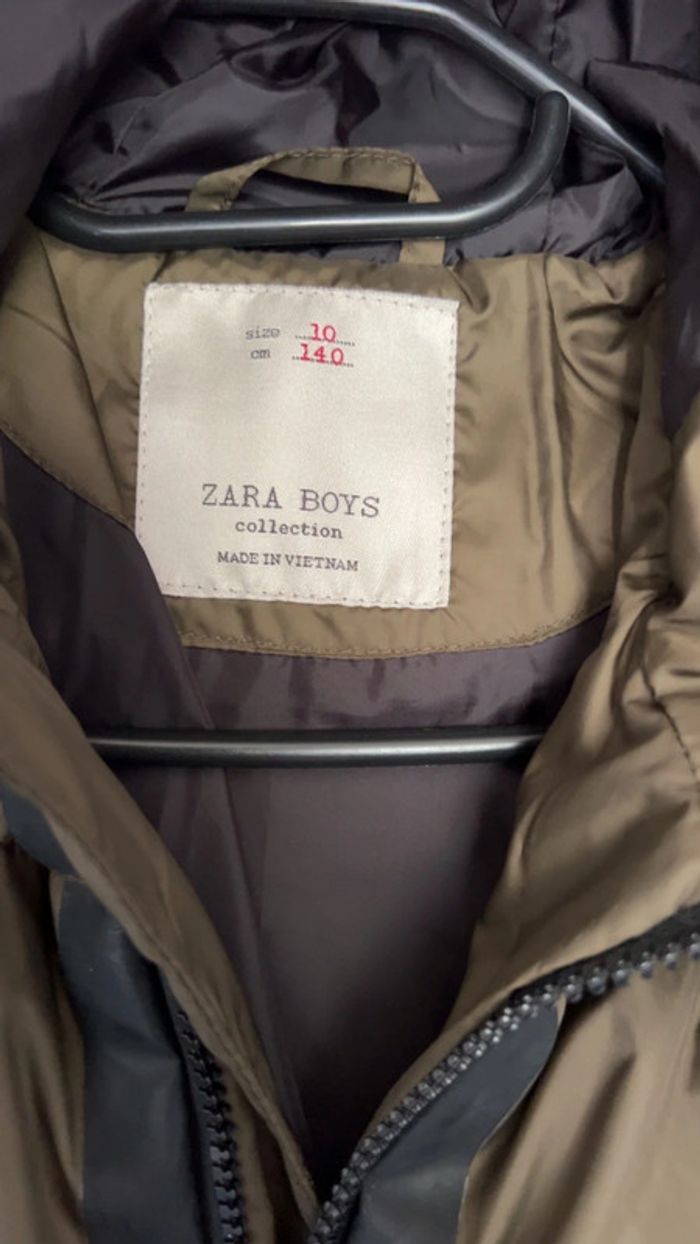 size 10
cm 140
ZARA BOYS
collection
MADE IN VIETNAM